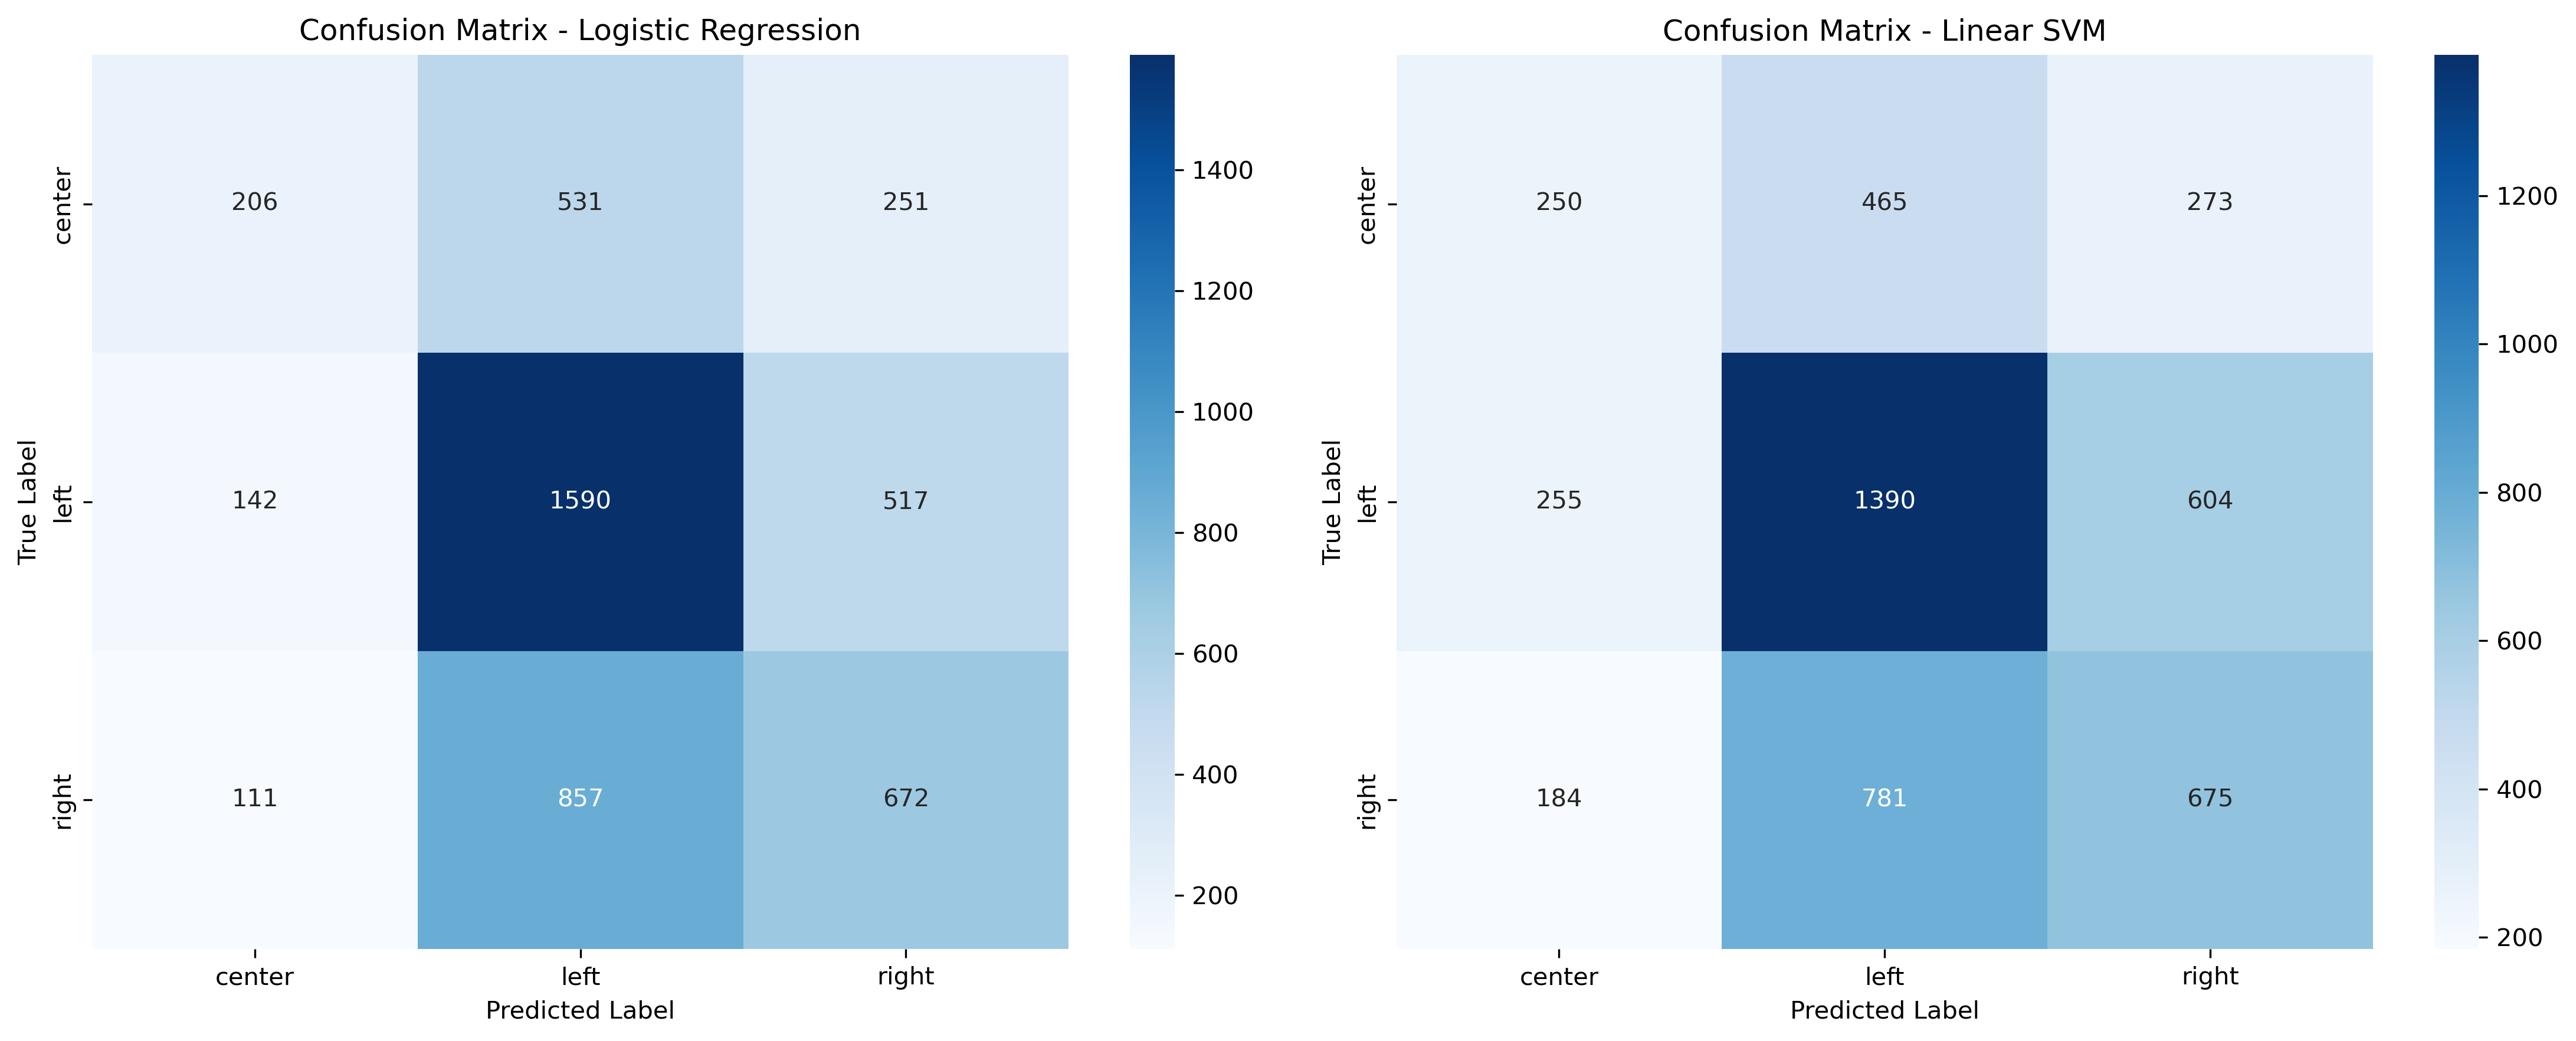 Confusion Matrix - Logistic Regression
True Label
center
left
right
206 531 251
142 1590 517
111 857 672
center left right
Predicted Label
1400
1200
1000
800
600
400
200
Confusion Matrix - Linear SVM
True Label
center
left
right
250 465 273
255 1390 604
184 781 675
center left right
Predicted Label
1200
1000
800
600
400
200